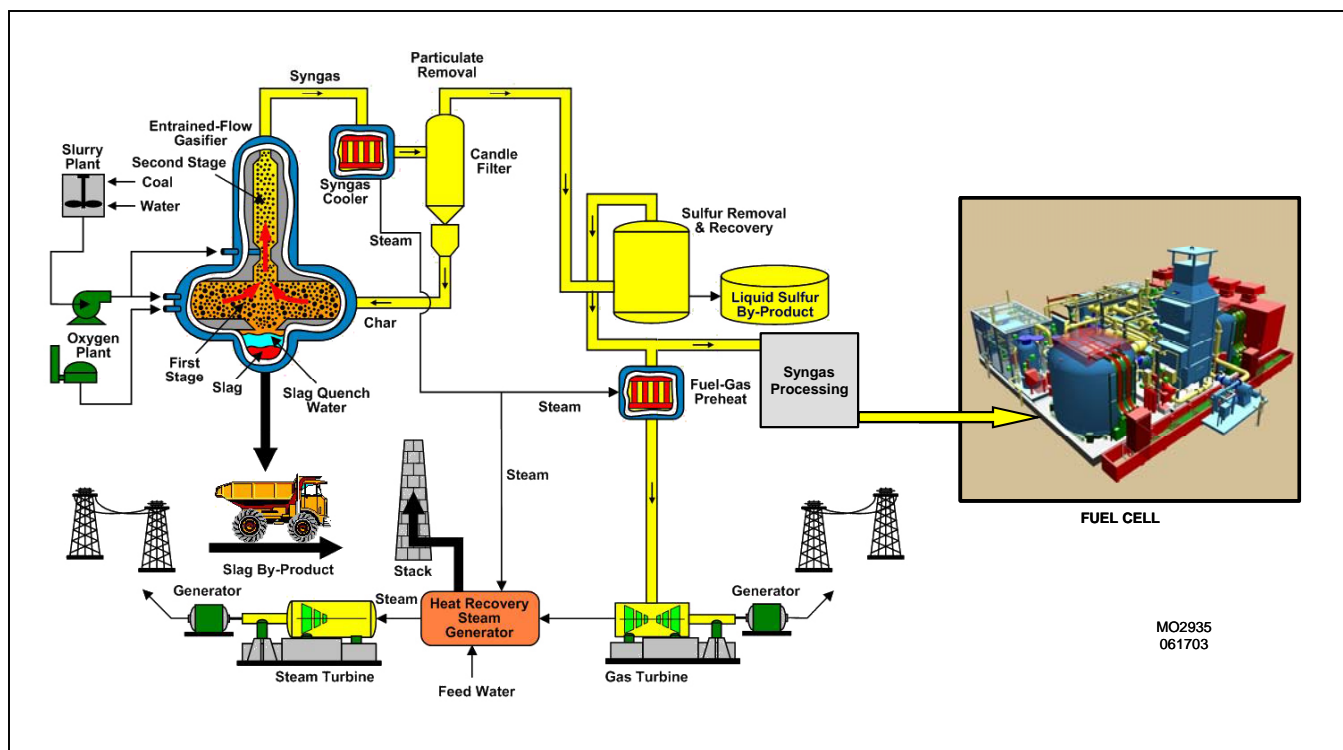 Particulate
Removal
Syngas
Entrained-Flow
Gasifier
Slurry
Plant
Second Stage
Coal
Water
Syngas
Cooler
Candle
Filter
Steam
Sulfur Removal
& Recovery
Liquid Sulfur
By-Product
Char
Oxygen
Plant
First
Stage
Slag
Slag Quench
Water
Steam
Fuel-Gas
Preheat
Syngas
Processing
Steam
FUEL CELL
Slag By-Product
Stack
Generator
Steam
Heat Recovery
Steam
Generator
Generator
Steam Turbine
Feed Water
Gas Turbine
MO2935
061703